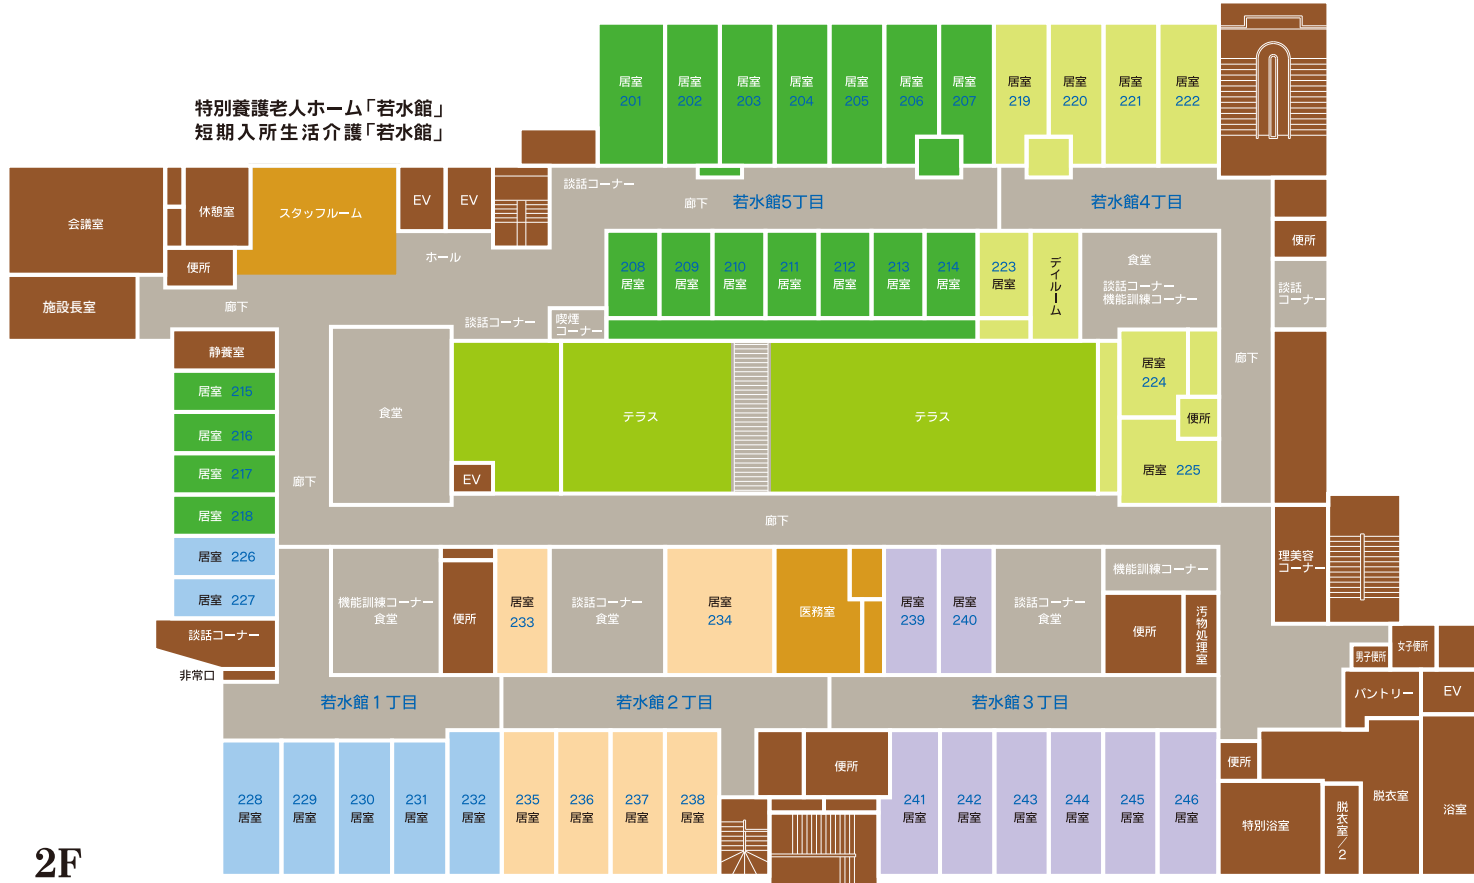 特別養護老人ホーム「若水館」
短期入所生活介護「若水館」
居室
201
居室
202
居室
203
居室
204
居室
205
居室
206
居室
207
居室
219
居室
220
居室
221
居室
222
会議室
休憩室
スタッフルーム
EV
EV
談話コーナー
廊下
若水館5丁目
若水館4丁目
便所
便所
ホール
208
居室
209
居室
210
居室
211
居室
212
居室
213
居室
214
居室
223
居室
デイルーム
食堂
談話コーナー
機能訓練コーナー
談話
コーナー
施設長室
廊下
談話コーナー
喫煙
コーナー
静養室
居室 215
居室 216
居室 217
居室 218
居室 226
居室 227
食堂
テラス
テラス
居室
224
便所
居室 225
廊下
EV
廊下
廊下
理美容
コーナー
談話コーナー
非常口
機能訓練コーナー
食堂
便所
居室
233
談話コーナー
食堂
居室
234
医務室
居室
239
居室
240
談話コーナー
食堂
機能訓練コーナー
便所
汚物処理室
男子便所
女子便所
パントリー
EV
若水館1丁目
若水館2丁目
若水館3丁目
228
居室
229
居室
230
居室
231
居室
232
居室
235
居室
236
居室
237
居室
238
居室
便所
241
居室
242
居室
243
居室
244
居室
245
居室
246
居室
便所
特別浴室
脱衣室/2
脱衣室
浴室
2F